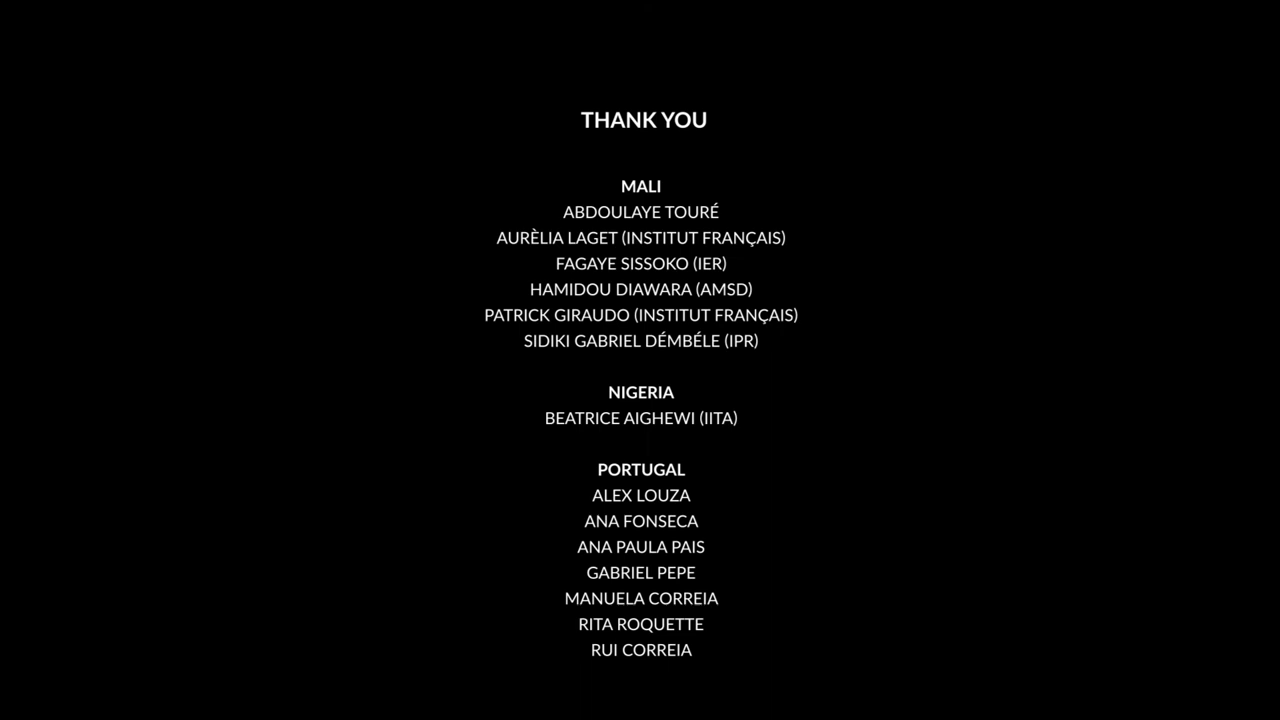 THANK YOU
MALI
ABDOULAYE TOURÉ
AURÈLIA LAGET (INSTITUT FRANÇAIS)
FAGAYE SISSOKO (IER)
HAMIDOU DIAWARA (AMSD)
PATRICK GIRAUDO (INSTITUT FRANÇAIS)
SIDIKI GABRIEL DÉMBÉLE (IPR)
NIGERIA
BEATRICE AIGHEWI (IITA)
PORTUGAL
ALEX LOUZA
ANA FONSECA
ANA PAULA PAIS
GABRIEL PEPE
MANUELA CORREIA
RITA ROQUETTE
RUI CORREIA